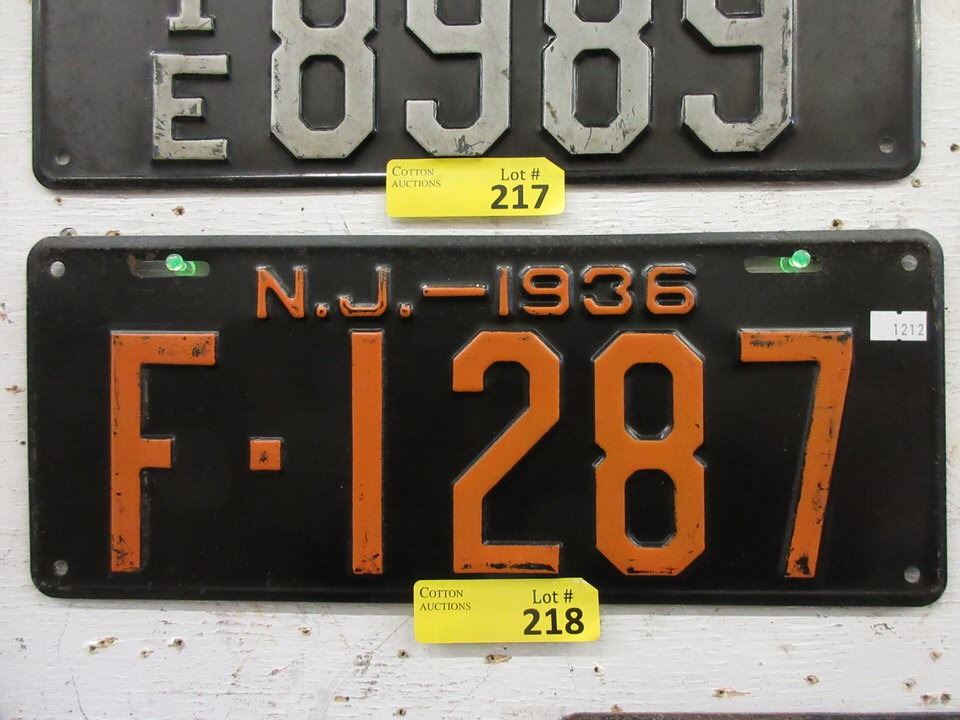 E 8989
COTTON AUCTIONS
Lot #
217
N.J.—1936
1212
F·1287
COTTON AUCTIONS
Lot #
218